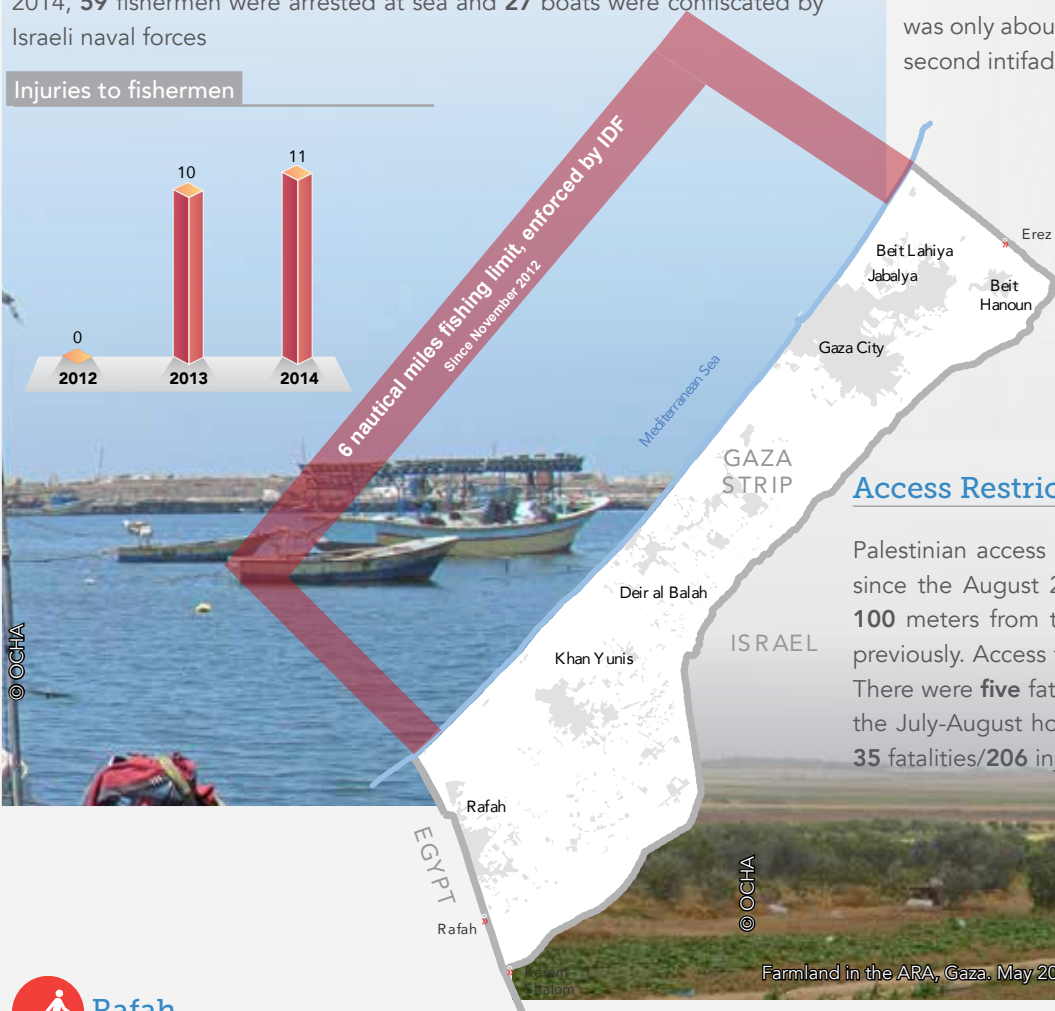 2014, 59 fishermen were arrested at sea and 27 boats were confiscated by
Israeli naval forces
Injuries to fishermen
0
10
11
2012
2013
2014
6 nautical miles fishing limit, enforced by IDF
Since November 2012
Mediterranean Sea
was only abou
second intifad
Erez
Beit Lahiya
Jabalya
Beit
Hanoun
Gaza City
GAZA
STRIP
Deir al Balah
Khan Yunis
ISRAEL
Rafah
EGYPT
Rafah
Kerem
Shalom
© OCHA
Access Restric
Palestinian access
since the August 2
100 meters from t
previously. Access
There were five fat
the July-August ho
35 fatalities/206 in
© OCHA
Farmland in the ARA, Gaza. May 20
Rafah